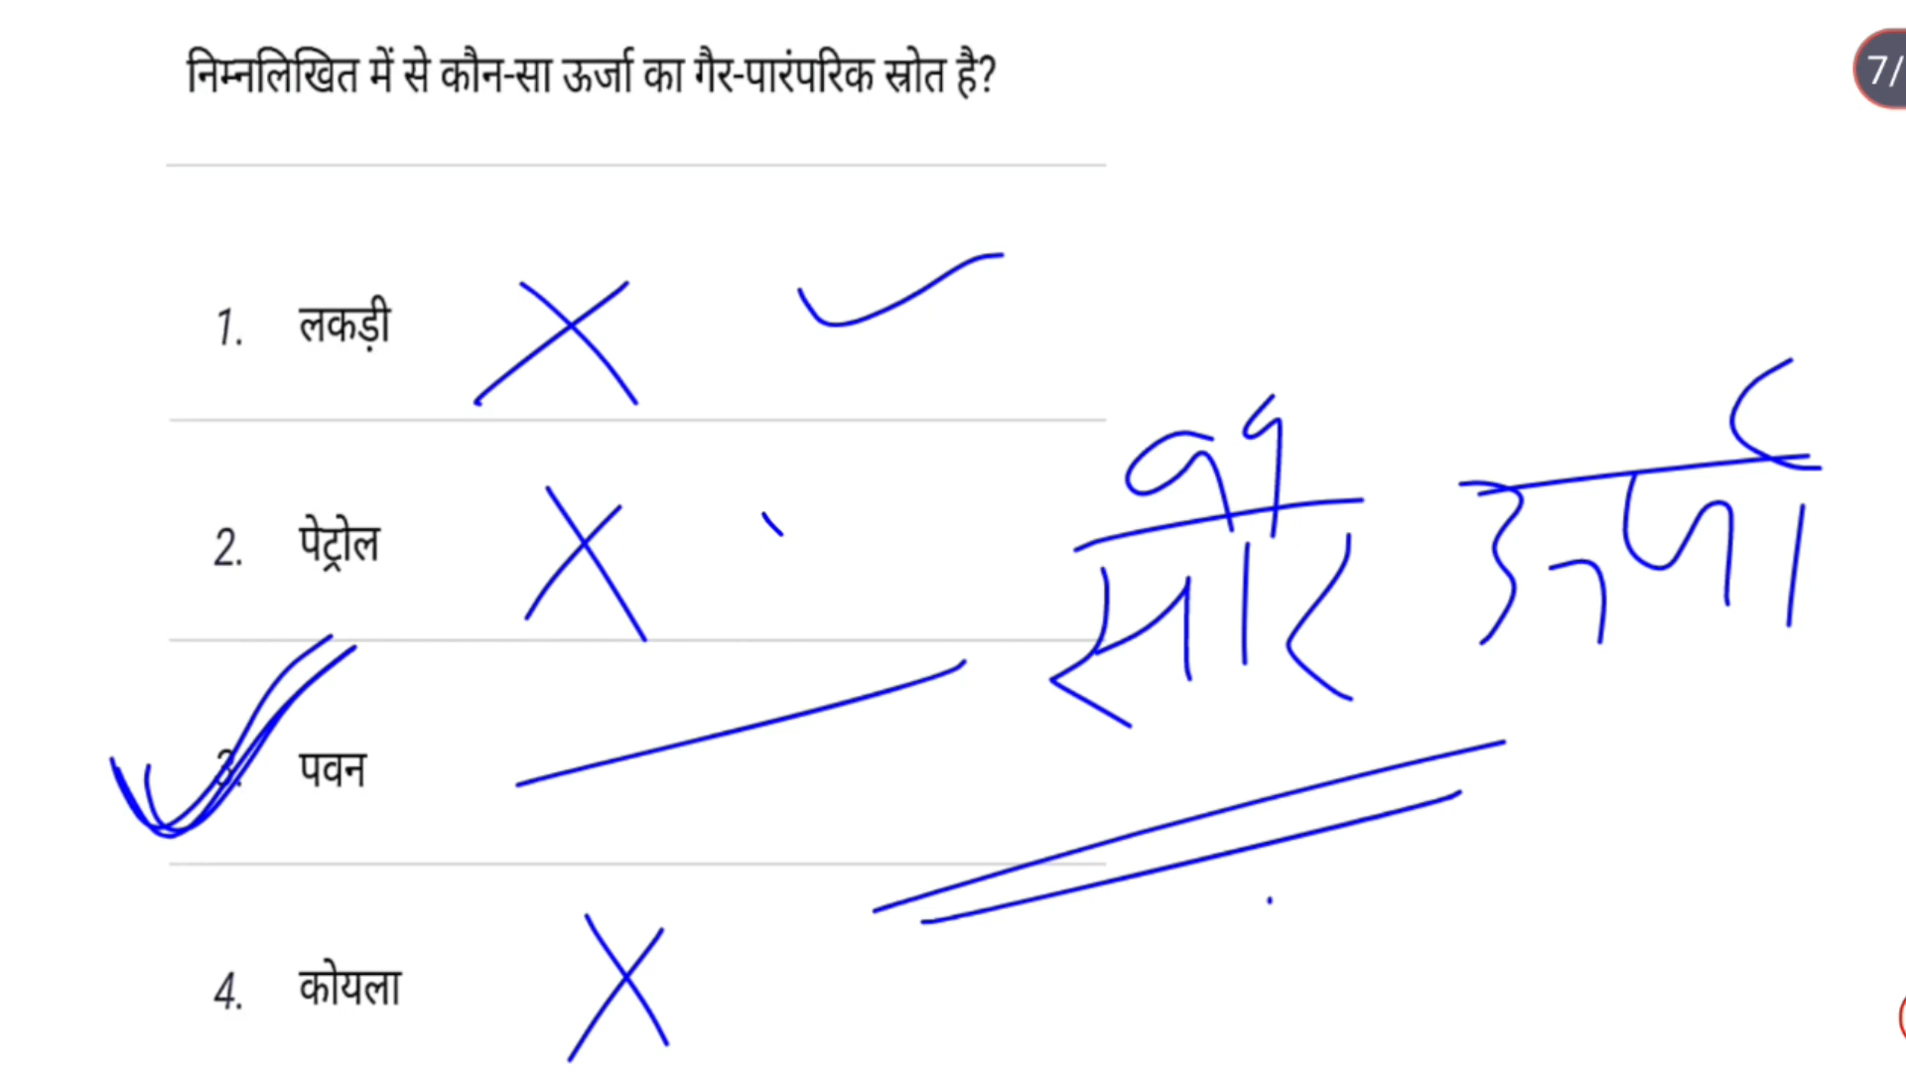 निम्नलिखित में से कौन-सा ऊर्जा का गैर-पारंपरिक स्रोत है?
7/
1. लकड़ी
2. पेट्रोल
सौर ऊर्जा
3. पवन
4. कोयला